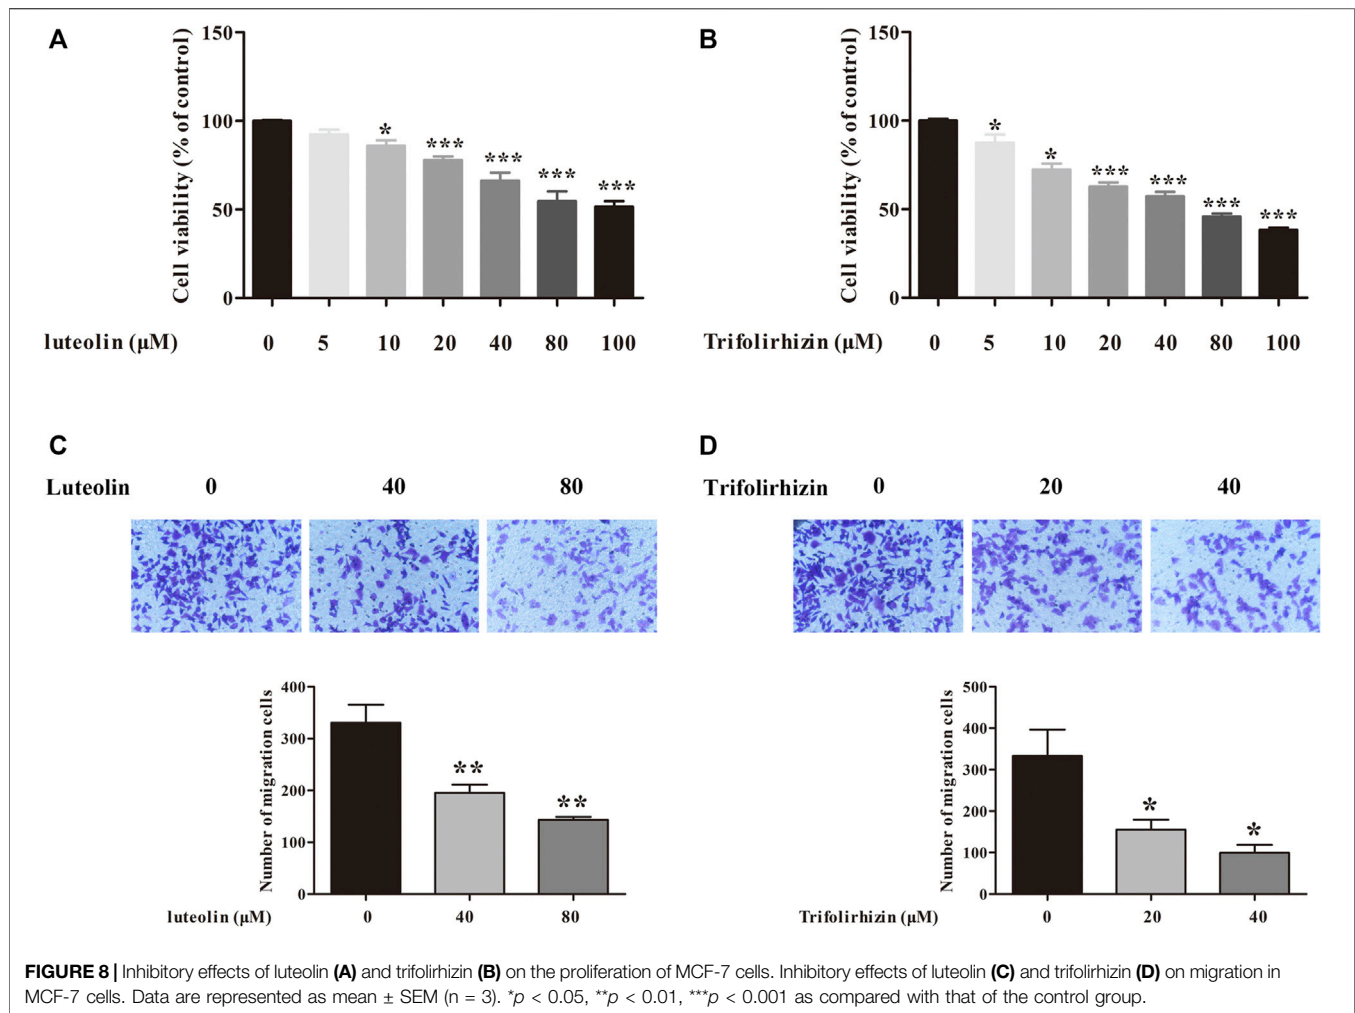 A
Cell viability (% of control)
150
100
50
0
*
***
***
***
***
luteolin (μM)
0 5 10 20 40 80 100
B
Cell viability (% of control)
150
100
50
0
*
*
***
***
***
***
Trifolirhizin (μM)
0 5 10 20 40 80 100
C
Luteolin 0 40 80
Number of migration cells
400
300
200
100
0
**
**
luteolin (μM) 0 40 80
D
Trifolirhizin 0 20 40
Number of migration cells
500
400
300
200
100
0
*
*
Trifolirhizin (μM) 0 20 40
FIGURE 8 | Inhibitory effects of luteolin (A) and trifolirhizin (B) on the proliferation of MCF-7 cells. Inhibitory effects of luteolin (C) and trifolirhizin (D) on migration in
MCF-7 cells. Data are represented as mean ± SEM (n = 3). *p < 0.05, **p < 0.01, ***p < 0.001 as compared with that of the control group.